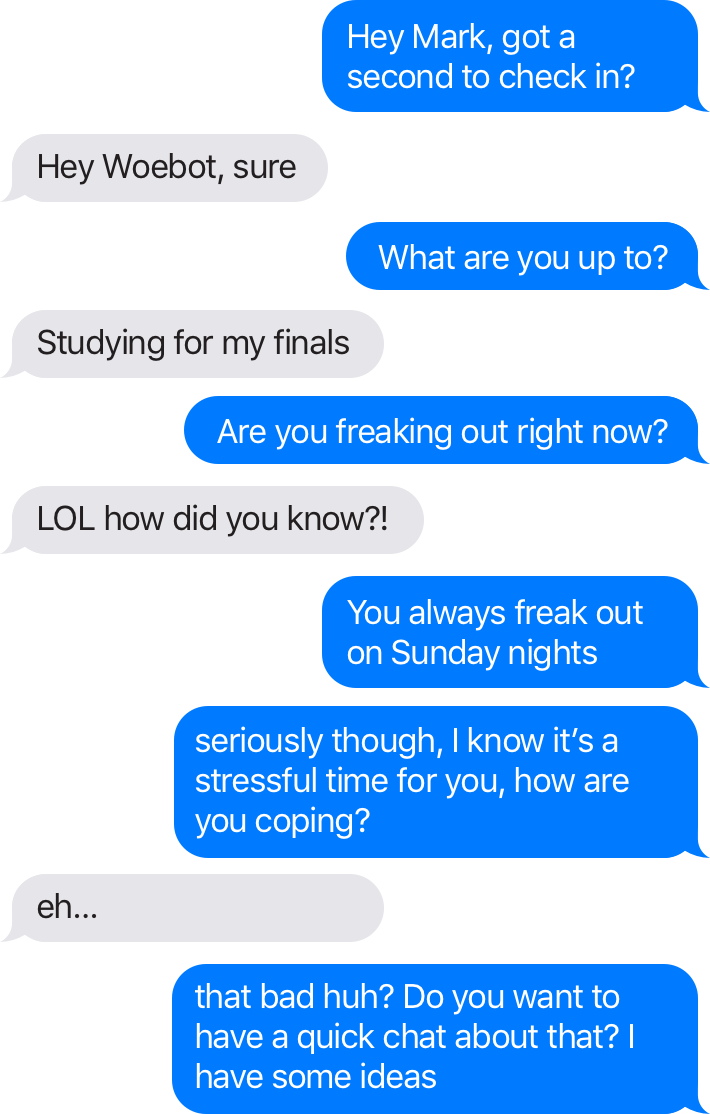 Hey Mark, got a
second to check in?
Hey Woebot, sure
What are you up to?
Studying for my finals
Are you freaking out right now?
LOL how did you know?!
You always freak out
on Sunday nights
seriously though, I know it’s a
stressful time for you, how are
you coping?
eh...
that bad huh? Do you want to
have a quick chat about that? I
have some ideas